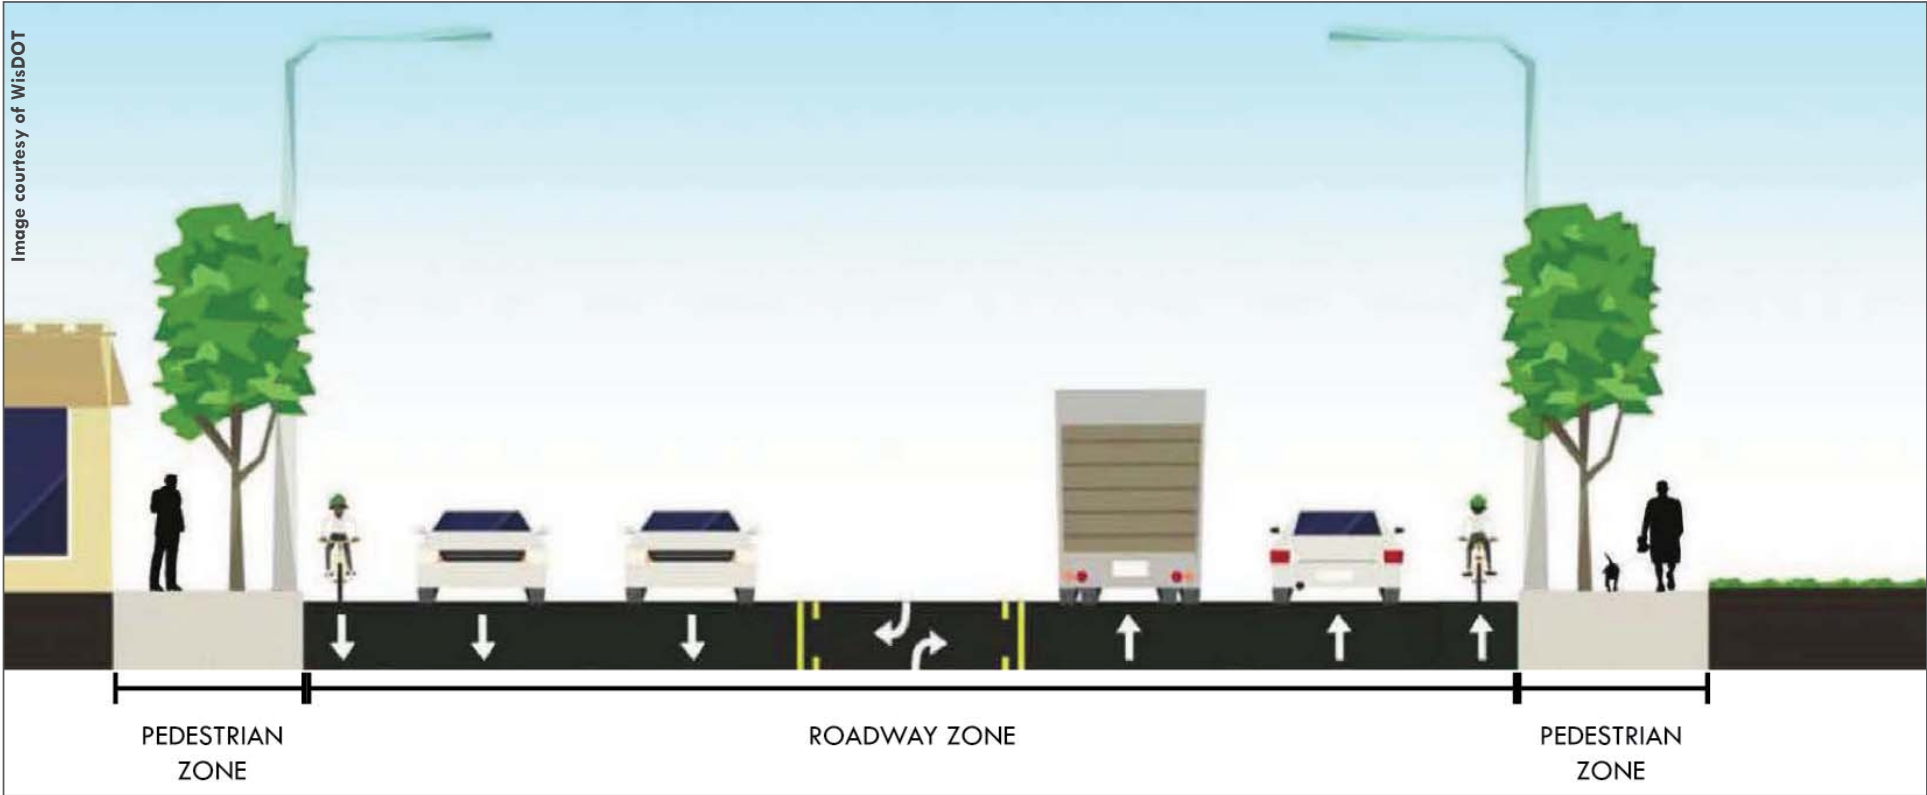 Image courtesy of WisDOT
PEDESTRIAN
ZONE
ROADWAY ZONE
PEDESTRIAN
ZONE